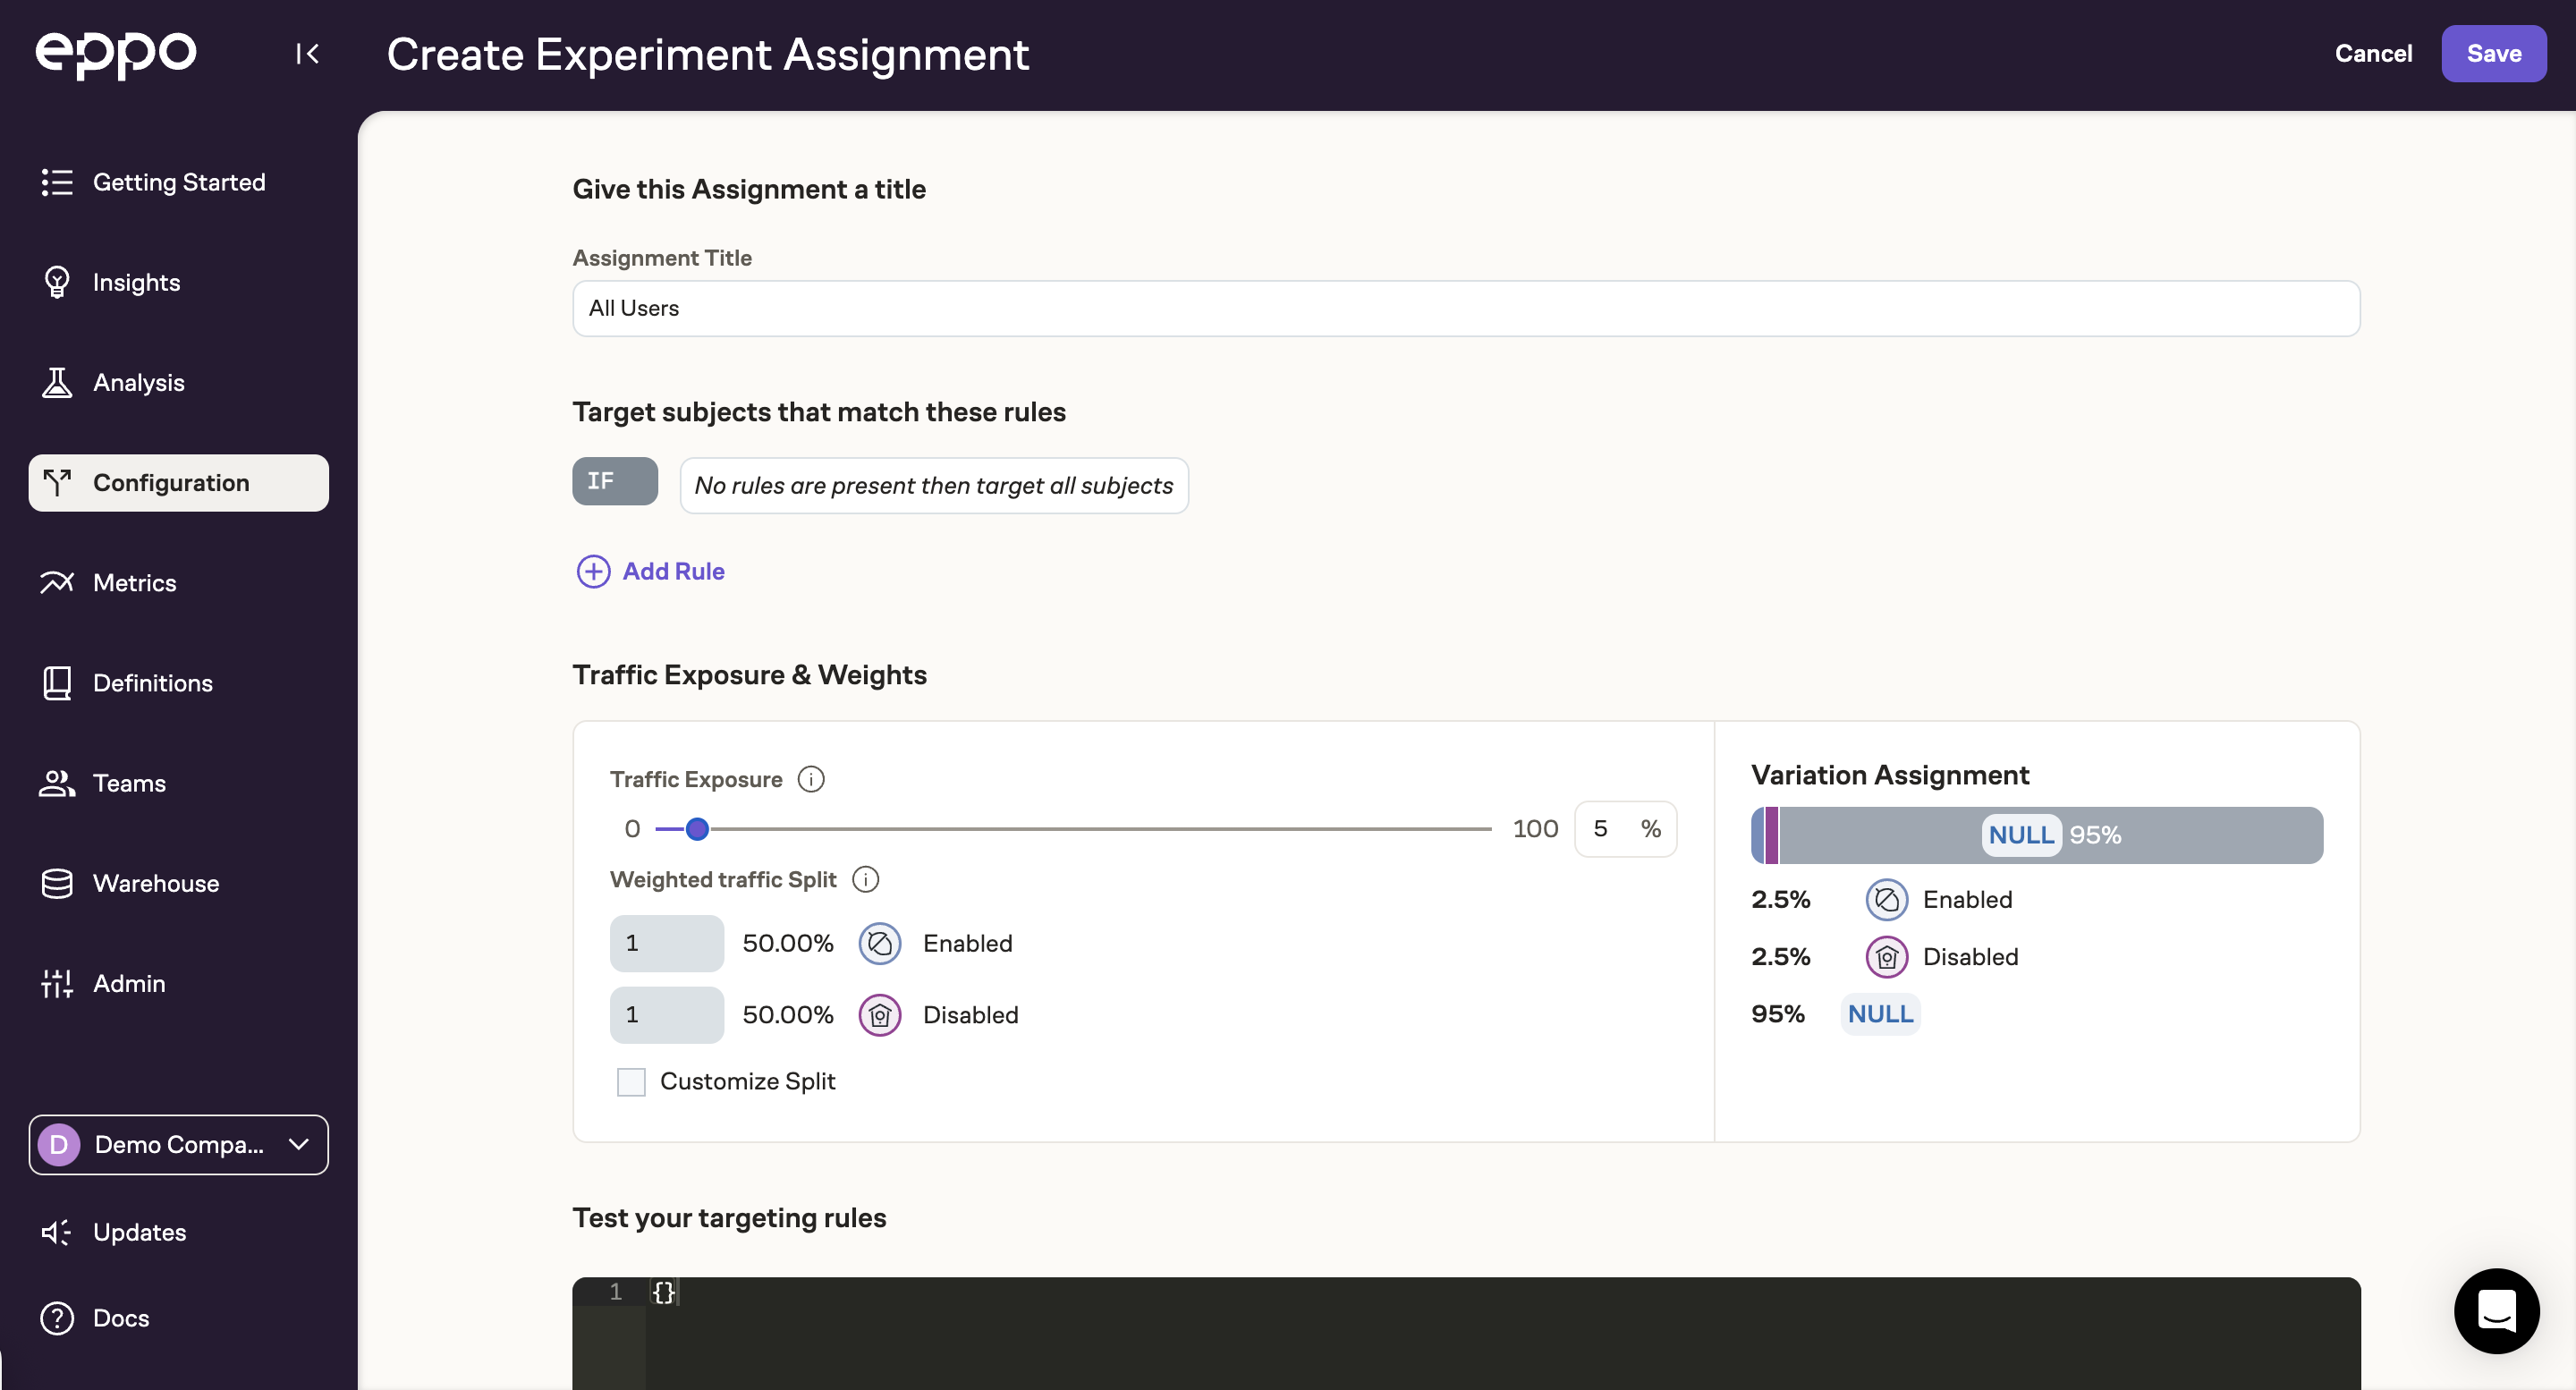 eppo
Create Experiment Assignment
Cancel
Save
Getting Started
Insights
Analysis
Configuration
Metrics
Definitions
Teams
Warehouse
Admin
D Demo Compa...
Updates
Docs
Give this Assignment a title
Assignment Title
All Users
Target subjects that match these rules
IF No rules are present then target all subjects
Add Rule
Traffic Exposure & Weights
Traffic Exposure
0 100 5 %
Weighted traffic Split
1 50.00% Enabled
1 50.00% Disabled
Customize Split
Variation Assignment
NULL 95%
2.5% Enabled
2.5% Disabled
95% NULL
Test your targeting rules
1 {}